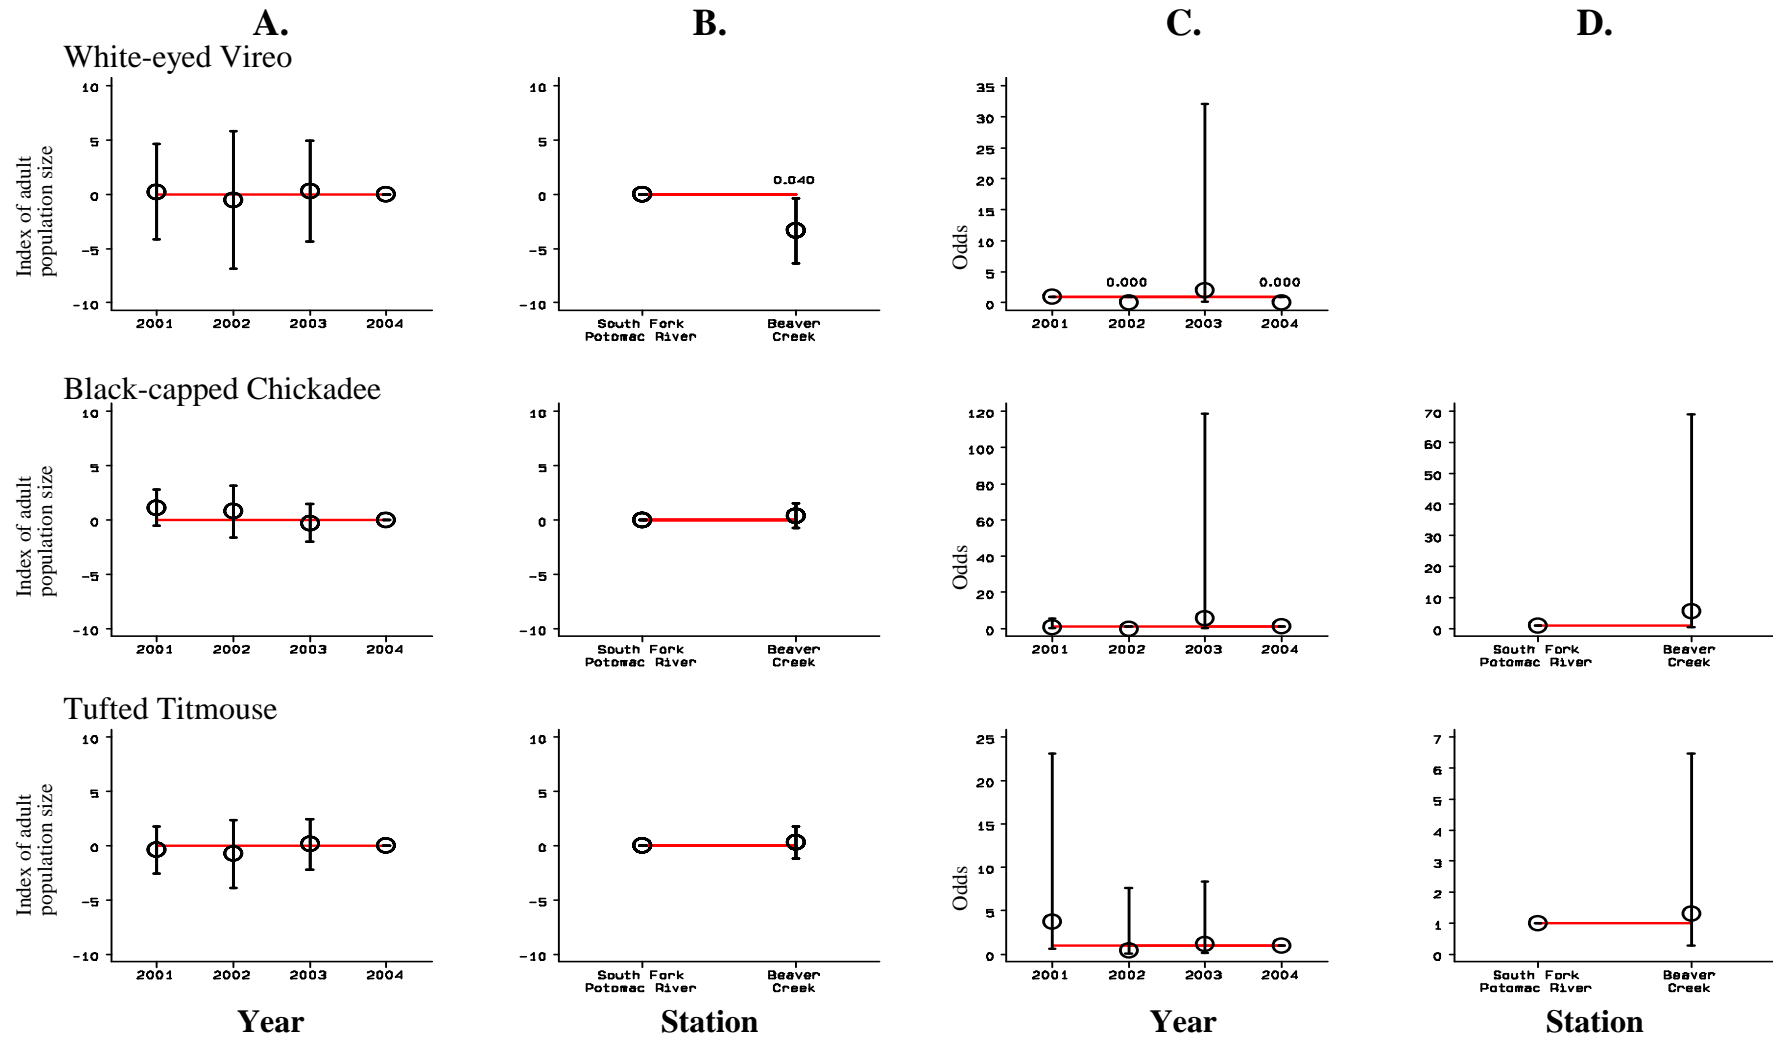 A. B. C. D.
White-eyed Vireo
Index of adult
population size
10
5
0
-5
-10
2001 2002 2003 2004
10
5
0
-5
-10
0.040
South Fork Beaver
Potomac River Creek
Odds
35
30
25
20
15
10
5
0
0.000 0.000
2001 2002 2003 2004
Black-capped Chickadee
Index of adult
population size
10
5
0
-5
-10
2001 2002 2003 2004
10
5
0
-5
-10
South Fork Beaver
Potomac River Creek
Odds
120
100
80
60
40
20
0
2001 2002 2003 2004
70
60
50
40
30
20
10
0
South Fork Beaver
Potomac River Creek
Tufted Titmouse
Index of adult
population size
10
5
0
-5
-10
2001 2002 2003 2004
10
5
0
-5
-10
South Fork Beaver
Potomac River Creek
Odds
25
20
15
10
5
0
2001 2002 2003 2004
7
6
5
4
3
2
1
0
South Fork Beaver
Potomac River Creek
Year Station Year Station